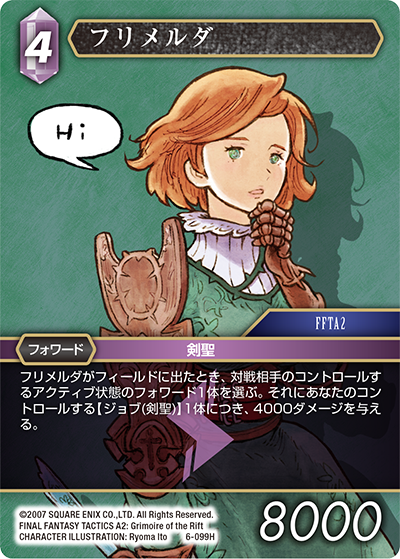 4
フリメルダ
Hi
FFTA2
フォワード
剣聖
フリメルダがフィールドに出たとき、対戦相手のコントロールす
るアクティブ状態のフォワード1体を選ぶ。それにあなたのコン
トロールする【ジョブ(剣聖)】1体につき、4000ダメージを与え
る。
©2007 SQUARE ENIX CO.,LTD. All Rights Reserved.
FINAL FANTASY TACTICS A2: Grimoire of the Rift
CHARACTER ILLUSTRATION: Ryoma Ito 6-099H
8000